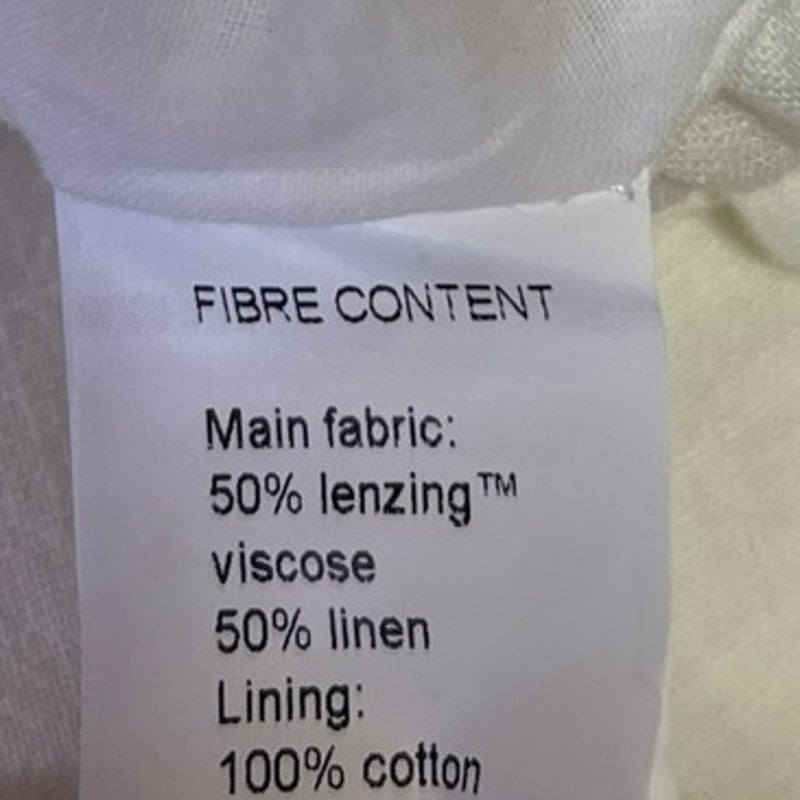 FIBRE CONTENT
Main fabric:
50% lenzing™
viscose
50% linen
Lining:
100% cotton